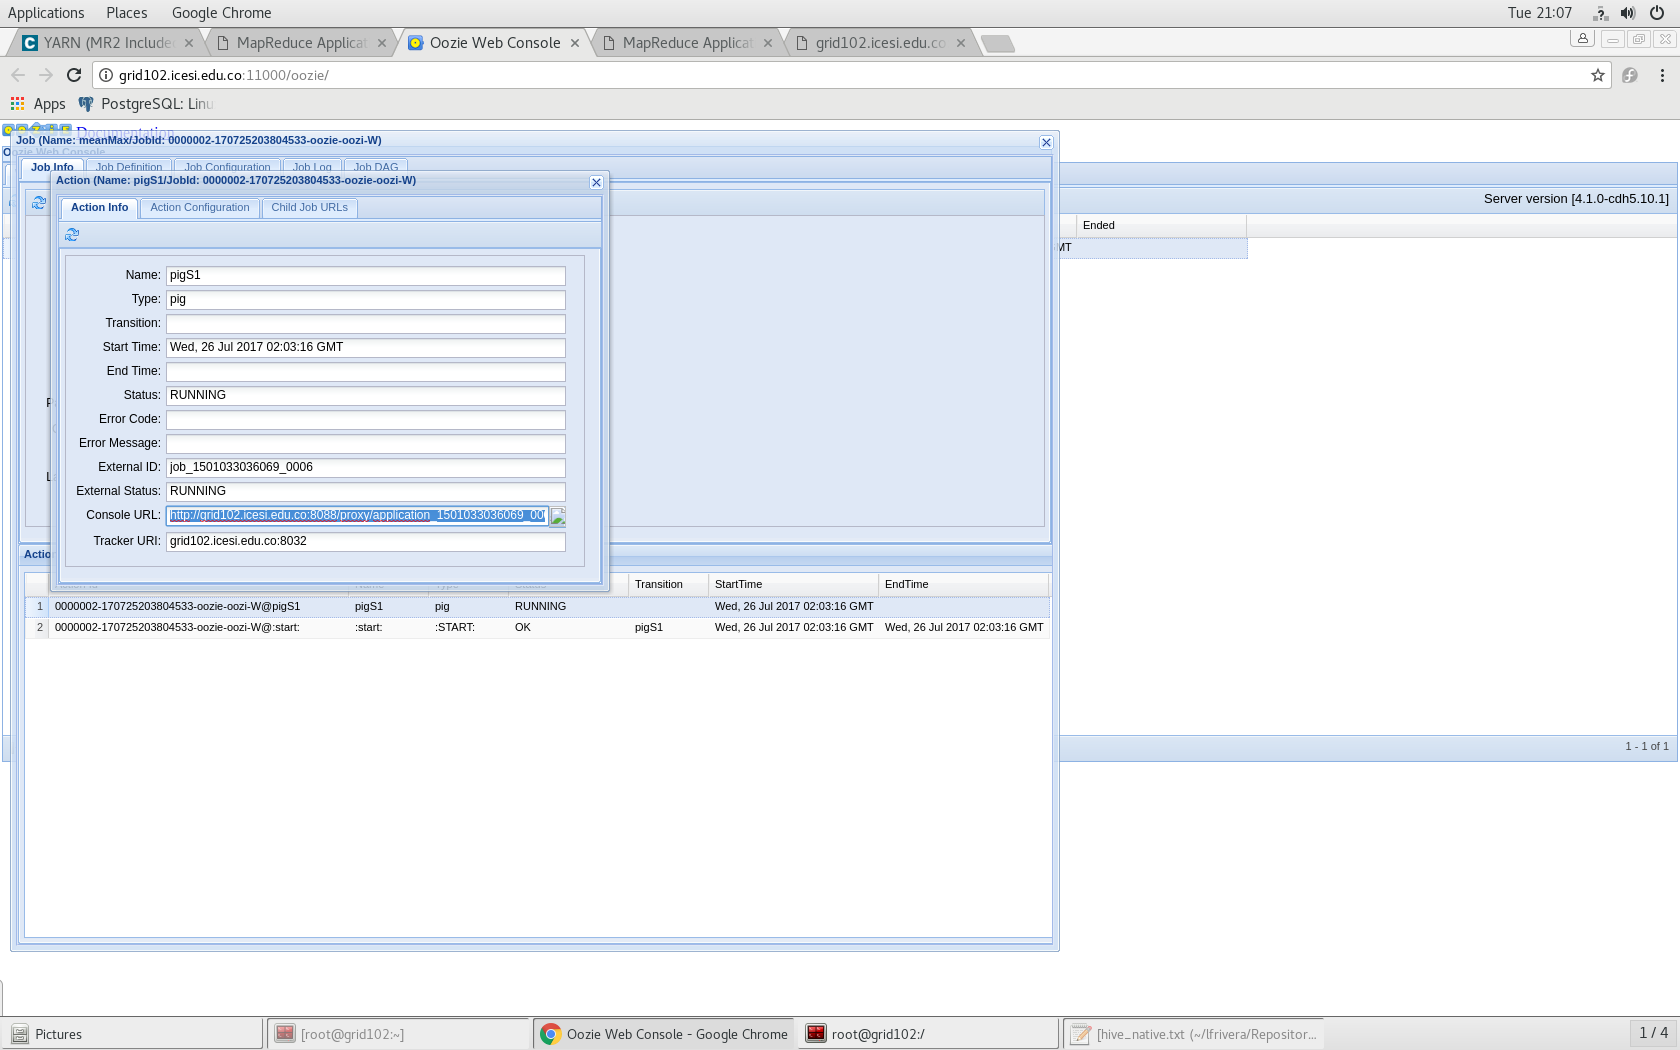 Applications Places Google Chrome Tue 21:07
YARN (MR2 Include MapReduce Applicat Oozie Web Console MapReduce Applicat grid102.icesi.edu.co
grid102.icesi.edu.co:11000/oozie/
Apps PostgreSQL: Linu
Documentation
Oozie Web Console
Job (Name: meanMax/JobId: 0000002-170725203804533-oozie-oozi-W)
Job Info Job Definition Job Configuration Job Log Job DAG
Server version [4.1.0-cdh5.10.1]
Ended
MT
Action (Name: pigS1/JobId: 0000002-170725203804533-oozie-oozi-W)
Action Info Action Configuration Child Job URLs
Name: pigS1
Type: pig
Transition:
Start Time: Wed, 26 Jul 2017 02:03:16 GMT
End Time:
Status: RUNNING
Error Code:
Error Message:
External ID: job_1501033036069_0006
External Status: RUNNING
Console URL: http://grid102.icesi.edu.co:8088/proxy/application_1501033036069_00
Tracker URI: grid102.icesi.edu.co:8032
Actio
Transition StartTime EndTime
1 0000002-170725203804533-oozie-oozi-W@pigS1 pigS1 pig RUNNING Wed, 26 Jul 2017 02:03:16 GMT
2 0000002-170725203804533-oozie-oozi-W@:start: :start: :START: OK pigS1 Wed, 26 Jul 2017 02:03:16 GMT Wed, 26 Jul 2017 02:03:16 GMT
1 - 1 of 1
Pictures [root@grid102:~] Oozie Web Console - Google Chrome root@grid102:/ [hive_native.txt (~/lfrivera/Repositor... 1 / 4